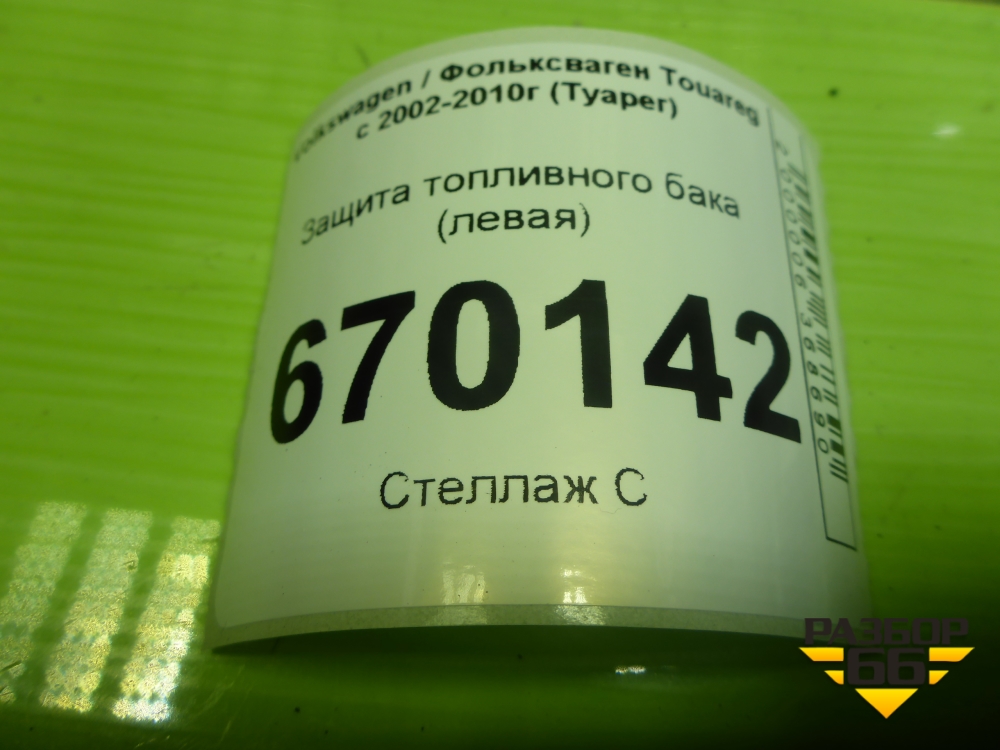 Volkswagen / Фольксваген Touareg
с 2002-2010г (Туарег)
Защита топливного бака
(левая)
670142
Стеллаж С
РАЗБОР
66